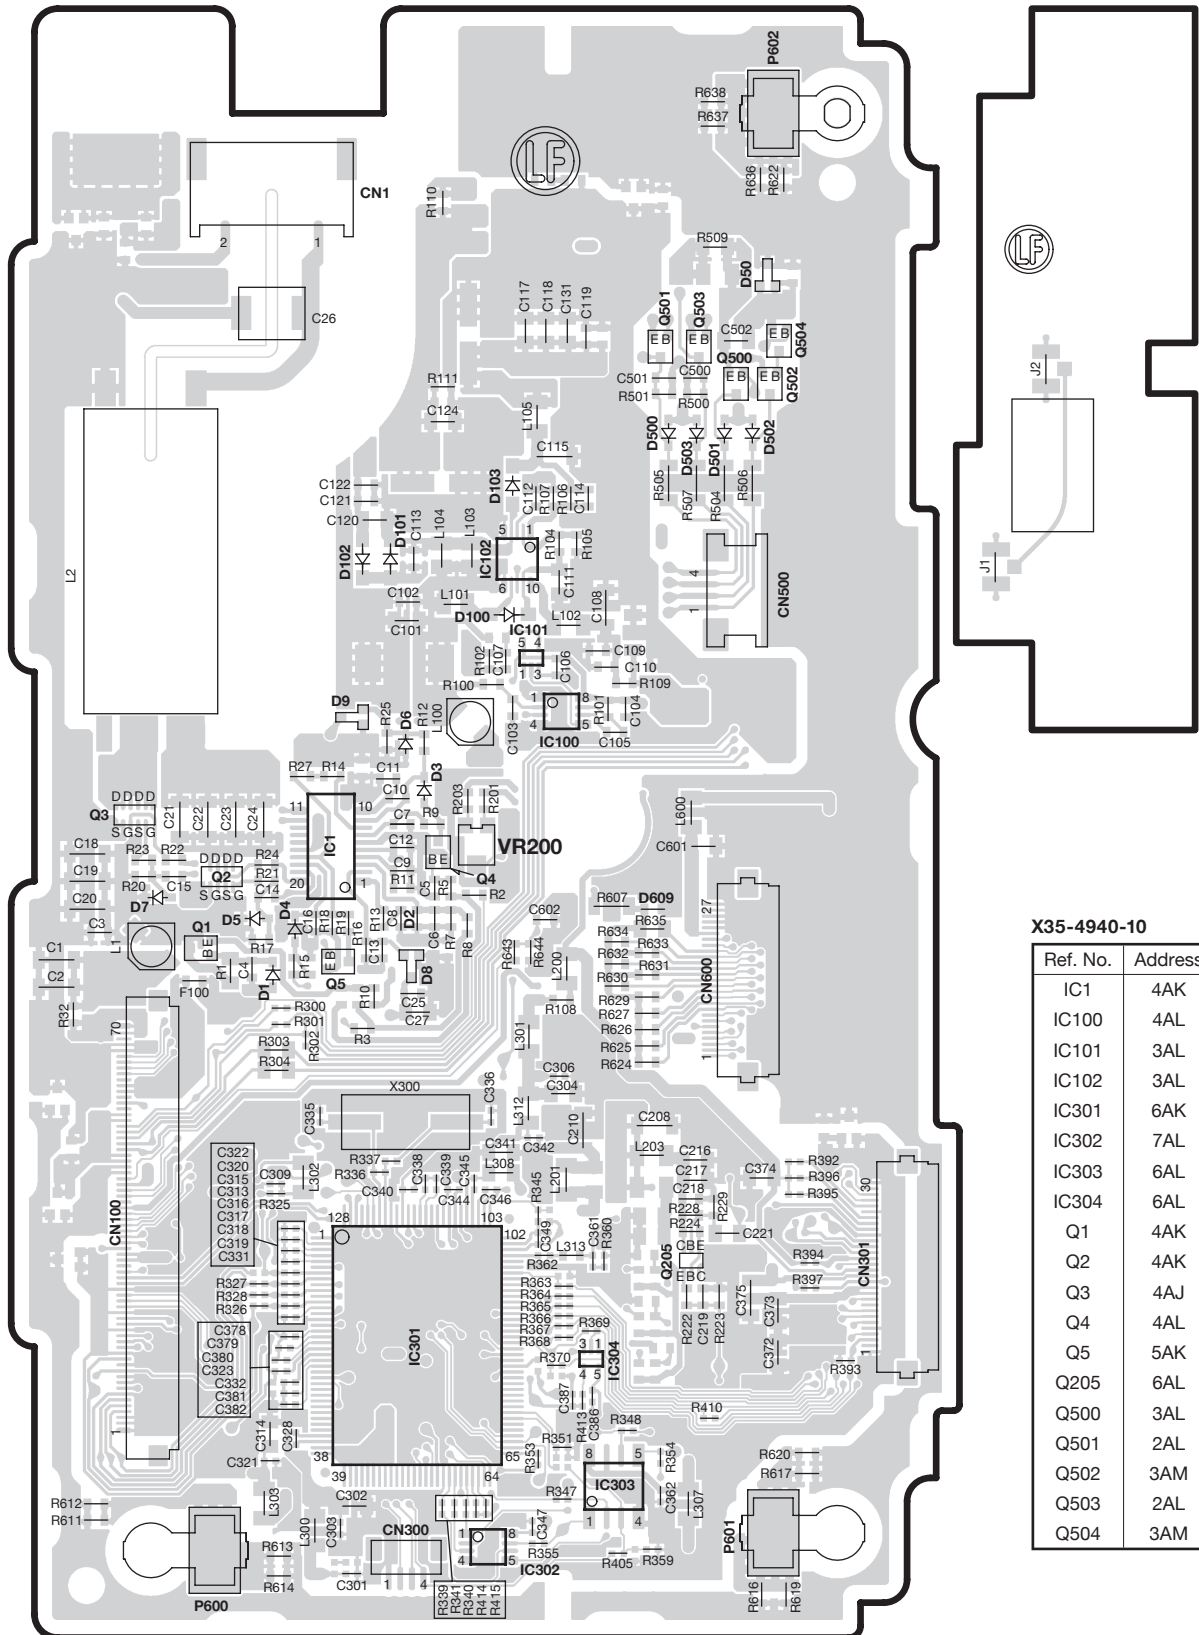 P602
R638
R637
R636
R622
LF
CN1
2
1
R110
C26
R509
D50
C117
C118
C131
C119
Q501
Q503
C502
Q504
EB
EB
EB
Q500
Q502
EB
EB
C501
C500
R501
R500
R111
C124
L105
C115
D500
D503
D501
D502
R505
R507
R504
R506
C122
C121
C120
D103
C112
R107
R106
C114
D102
D101
C113
L104
L103
5
1
IC102
6
10
R104
R105
C111
L2
C102
C101
L101
D100
L102
C108
4
1
CN500
IC101
5
4
1
3
R102
C107
C106
C109
C110
R109
R100
D9
R25
D6
R12
L100
C103
1
8
4
5
IC100
R101
C104
C105
R27
R14
C11
D3
C10
R203
R201
DDDD
Q3
SGSG
C21
C22
C23
C24
11
10
IC1
20
1
C7
R9
VR200
L600
C601
C18
R23
R22
C19
DDDD
Q2
SGSG
R24
R21
C14
C12
C9
R11
BE
Q4
R20
C15
C20
D7
C5
R5
R2
C3
L1
Q1
BE
D5
D4
R17
C16
R18
R19
R16
R13
C8
D2
C6
R7
R8
C602
R607
D609
27
R635
R634
R633
R632
R631
R630
R629
R627
R626
R625
R624
CN600
1
C1
C2
R32
F100
R1
C4
D1
R15
EB
Q5
C13
D8
R10
C25
C27
R3
R643
R644
L200
R108
70
R300
R301
R302
R303
R304
L301
C306
C304
X300
C335
C336
L312
C210
C208
C341
C342
L308
L203
C216
C217
C218
R228
R224
R229
C374
R392
R396
R395
30
C322
C320
C315
C313
C316
C317
C318
C319
C331
C309
R325
L302
R337
R336
C340
C338
C339
C344
C345
C346
R345
L201
CN100
128
103
1
102
C349
R362
L313
C361
R360
CBE
Q205
EBC
C221
R394
R397
CN301
R327
R328
R326
R363
R364
R365
R366
R367
R368
R369
C375
C373
R222
C219
R223
C372
1
R393
IC301
C378
C379
C380
C323
C332
C381
C382
3
1
R370
4
5
IC304
C387
R413
C386
R348
R410
1
C314
C328
C321
38
39
65
64
R353
R351
8
5
R354
R620
R617
R612
R611
L303
C302
R347
IC303
1
4
C362
L307
P601
L300
C303
CN300
1
8
4
5
IC302
C347
R355
R405
R359
R613
R614
P600
C301
1
4
R339
R341
R340
R414
R415
R616
R619
LF
J2
J1
X35-4940-10
Ref. No. Address
IC1 4AK
IC100 4AL
IC101 3AL
IC102 3AL
IC301 6AK
IC302 7AL
IC303 6AL
IC304 6AL
Q1 4AK
Q2 4AK
Q3 4AJ
Q4 4AL
Q5 5AK
Q205 6AL
Q500 3AL
Q501 2AL
Q502 3AM
Q503 2AL
Q504 3AM